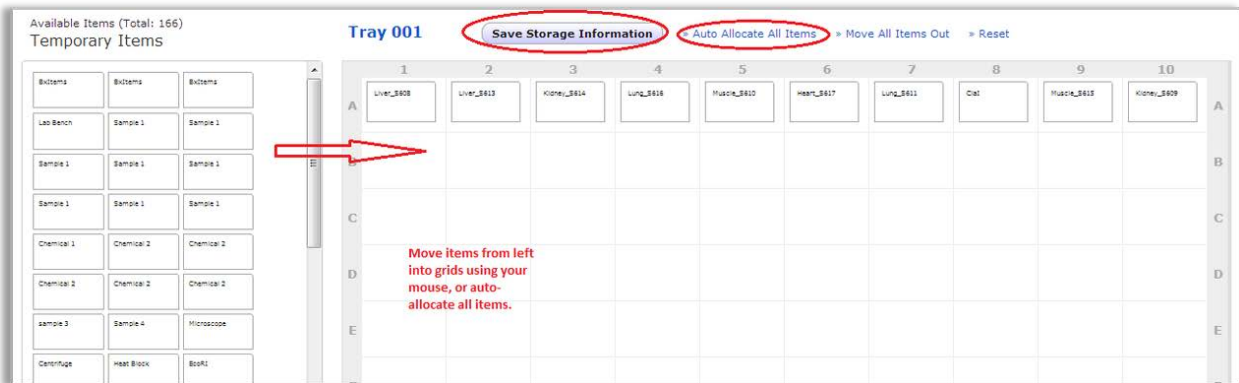 Available Items (Total: 166)
Temporary Items
Tray 001 Save Storage Information » Auto Allocate All Items » Move All Items Out » Reset
BxItems BxItems BxItems
Lab Bench Sample 1 Sample 1
Sample 1 Sample 1 Sample 1
Sample 1 Sample 1 Sample 1
Chemical 1 Chemical 2 Chemical 2
Chemical 2 Chemical 2 Chemical 2
sample 3 Sample 4 Microscope
Centrifuge Heat Block EcoRI
1 2 3 4 5 6 7 8 9 10
A Liver_S608 Liver_S613 Kidney_S614 Lung_S616 Muscle_S610 Heart_S617 Lung_S611 Muscle_S615 Kidney_S609 A
B B
C C
D D
E E
Move items from left
into grids using your
mouse, or auto-
allocate all items.